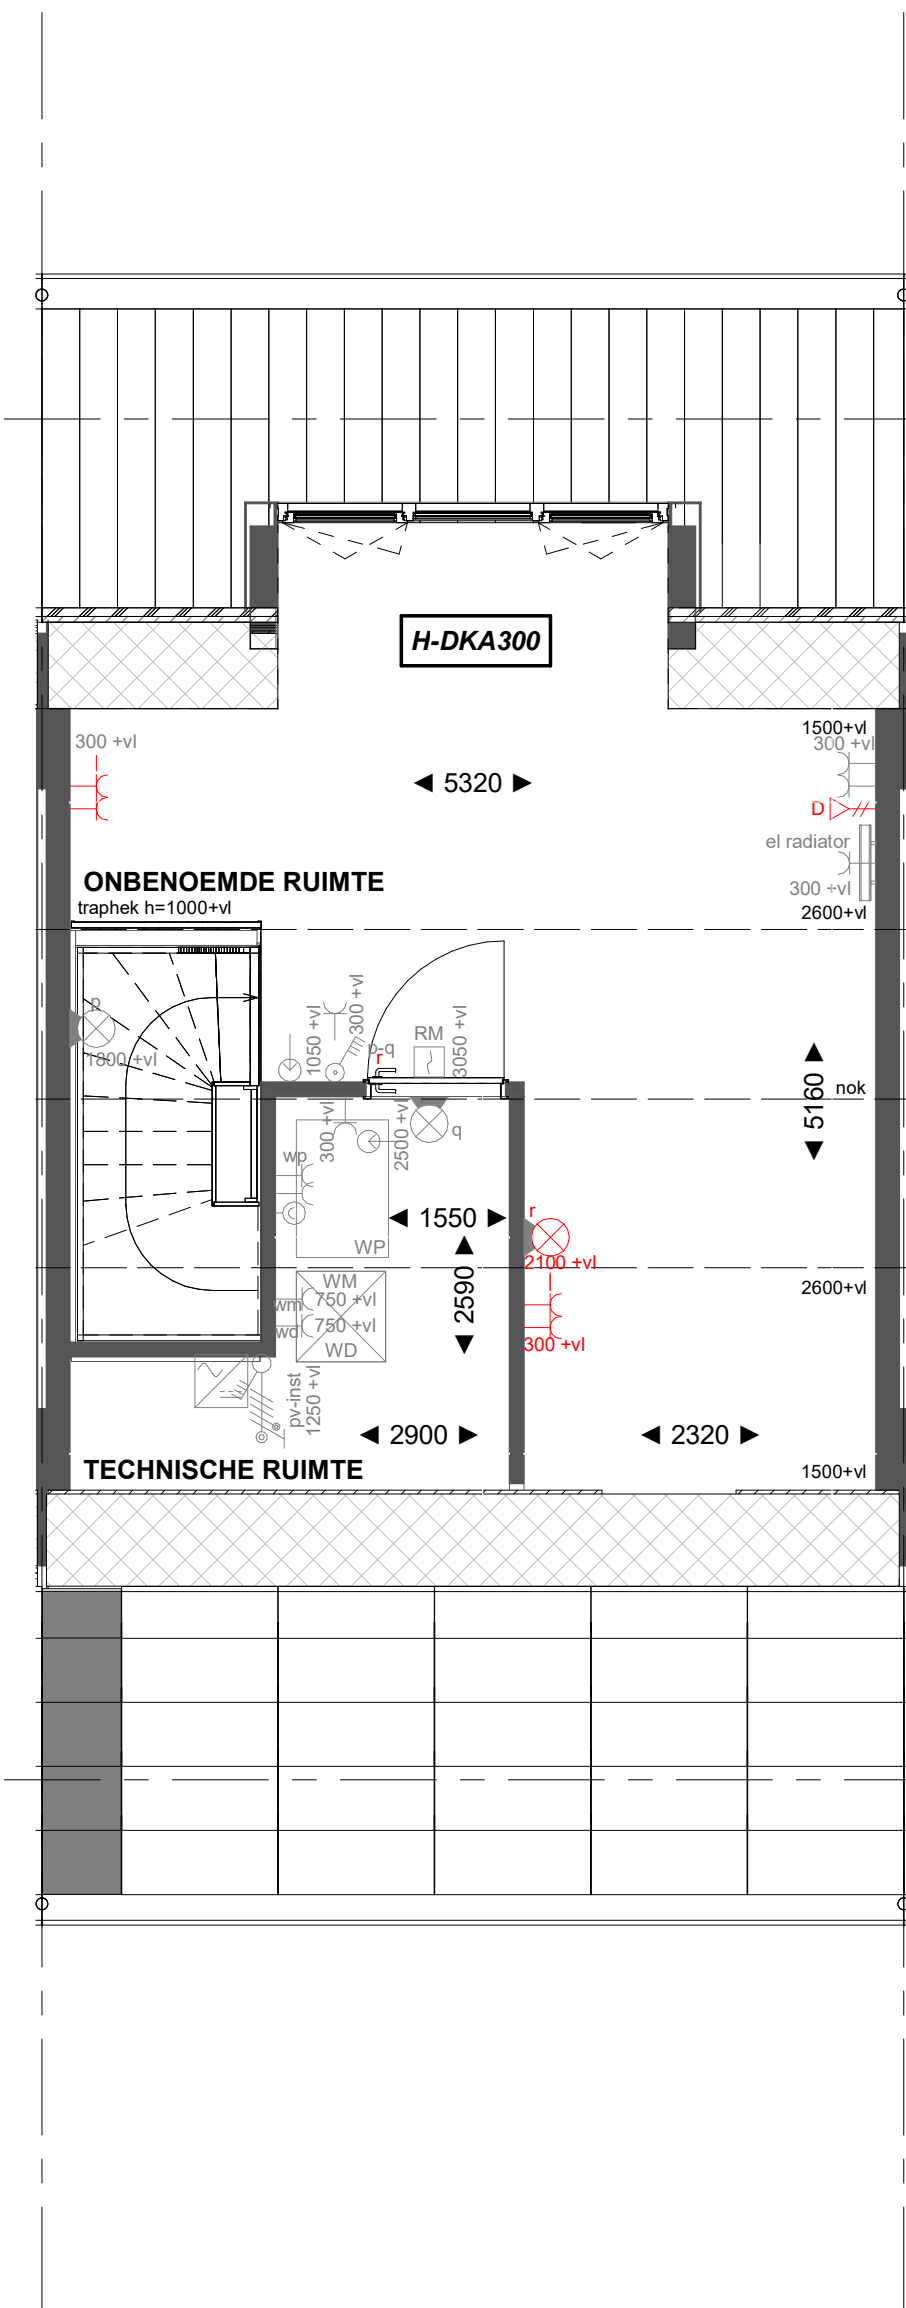 H-DKA300
1500+vl
300 +vl
300 +vl
5320
D
el radiator
300 +vl
ONBENOEMDE RUIMTE
traphek h=1000+vl
2600+vl
p
1800 +vl
1050 +vl
300 +vl
p-q
r
RM
3050 +vl
nok
5160
300 +vl
2500 +vl
q
wp
WP
1550
2590
r
2100 +vl
300 +vl
2600+vl
WM
wm
750 +vl
wd
750 +vl
WD
pv-inst
1250 +vl
2900
2320
TECHNISCHE RUIMTE
1500+vl